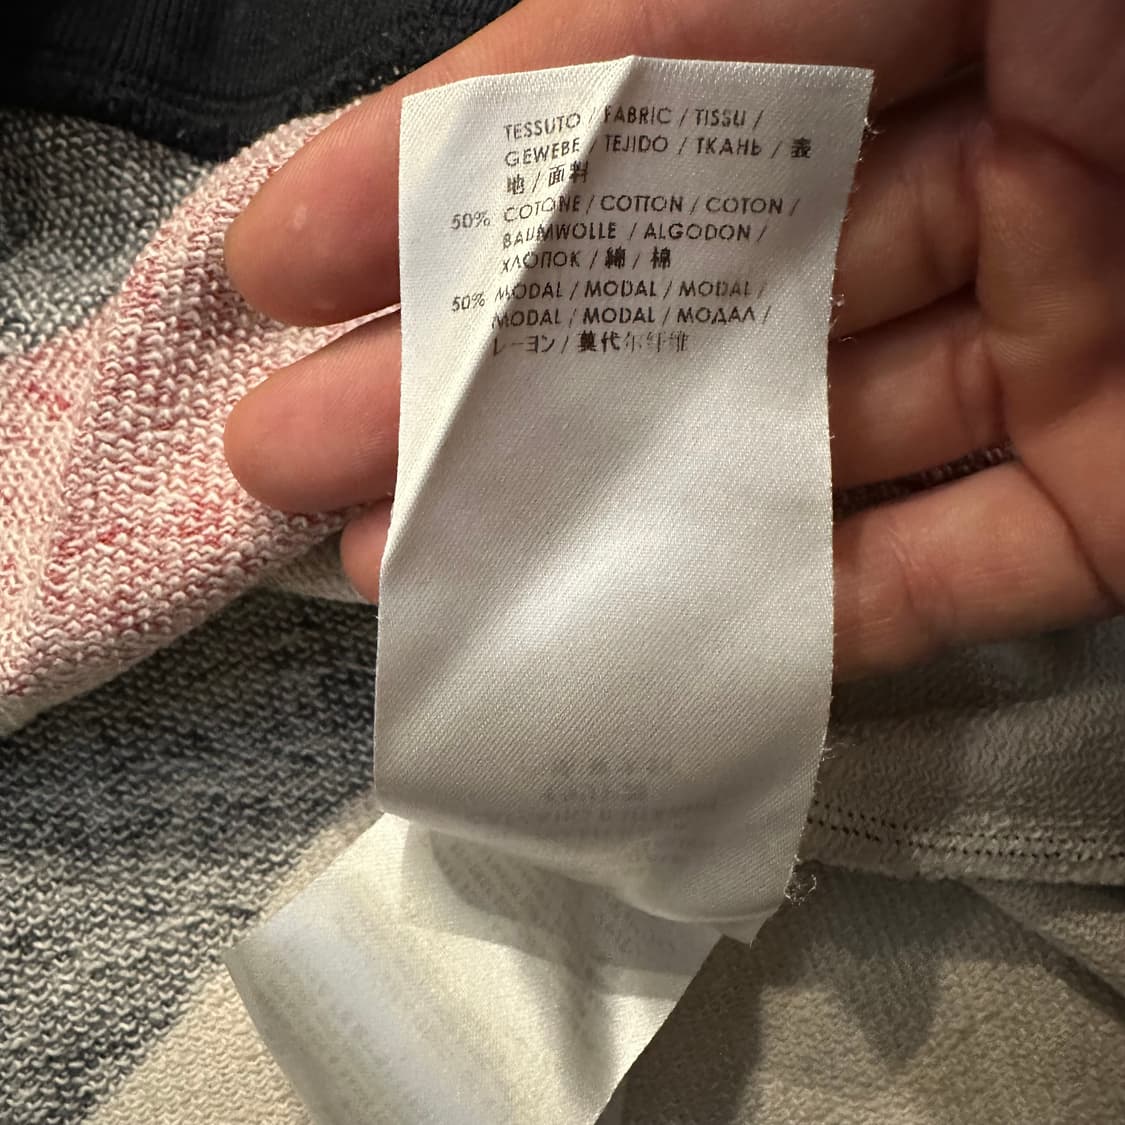 TESSUTO / FABRIC / TISSU /
GEWEBE / TEJIDO / ТКАНЬ / 表
地 / 面料
50% COTONE / COTTON / COTON /
BAUMWOLLE / ALGODON /
ХЛОПОК / 綿 / 棉
50% MODAL / MODAL / MODAL /
MODAL / MODAL / МОДАЛ /
レーヨン / 莫代尔纤维